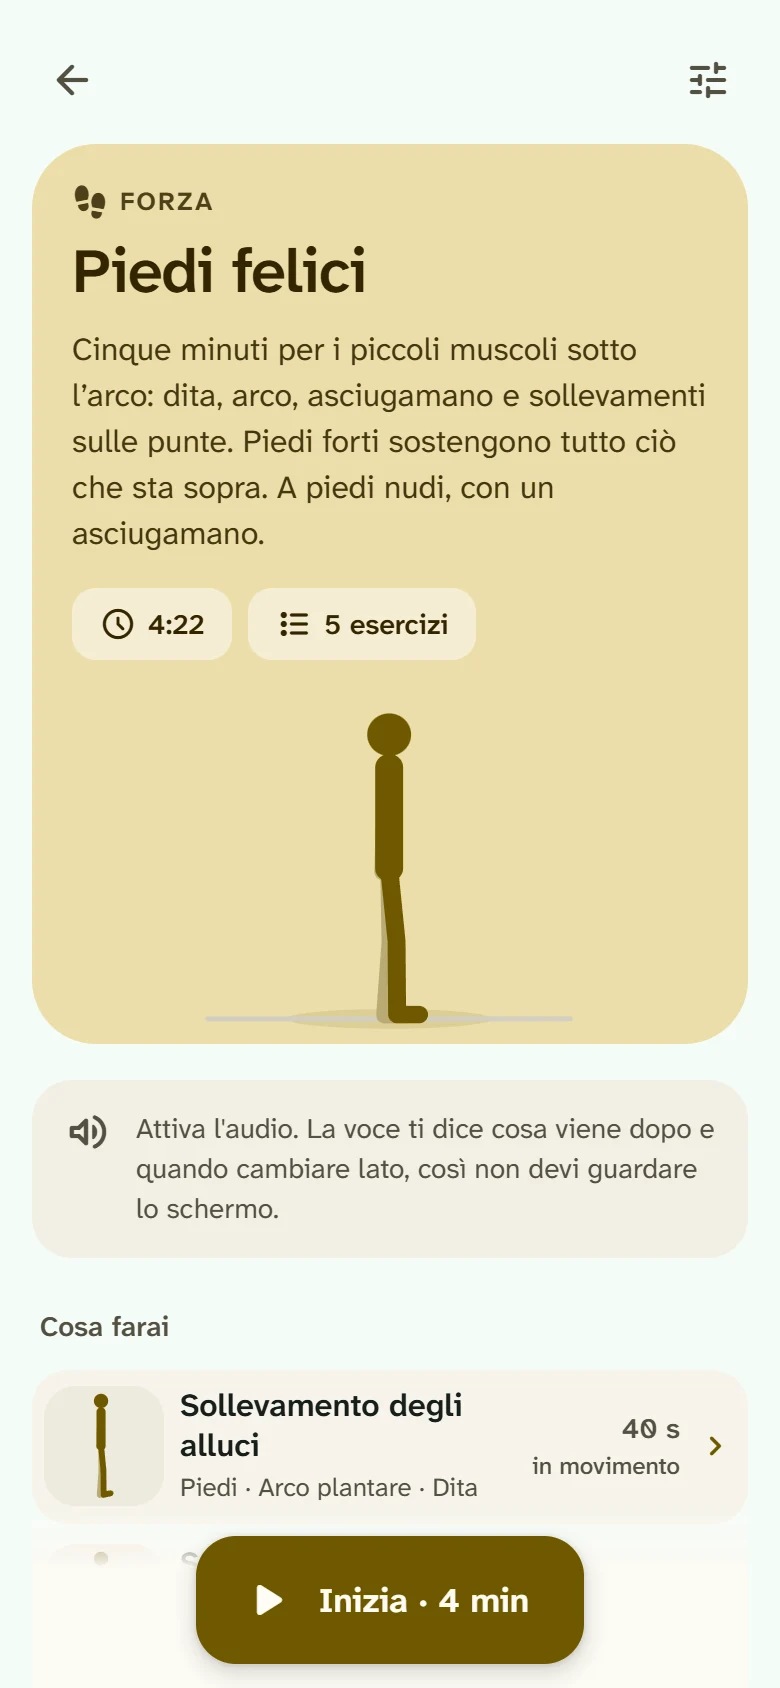 FORZA
Piedi felici
Cinque minuti per i piccoli muscoli sotto
l’arco: dita, arco, asciugamano e sollevamenti
sulle punte. Piedi forti sostengono tutto ciò
che sta sopra. A piedi nudi, con un
asciugamano.
4:22
5 esercizi
Attiva l'audio. La voce ti dice cosa viene dopo e
quando cambiare lato, così non devi guardare
lo schermo.
Cosa farai
Sollevamento degli
alluci
Piedi · Arco plantare · Dita
40 s
in movimento
Inizia · 4 min